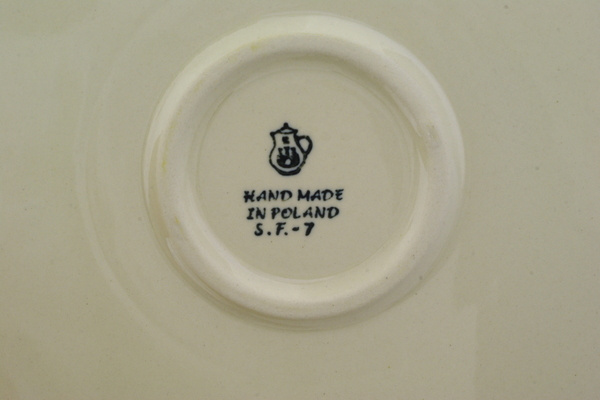 HAND MADE
IN POLAND
S.F.-7